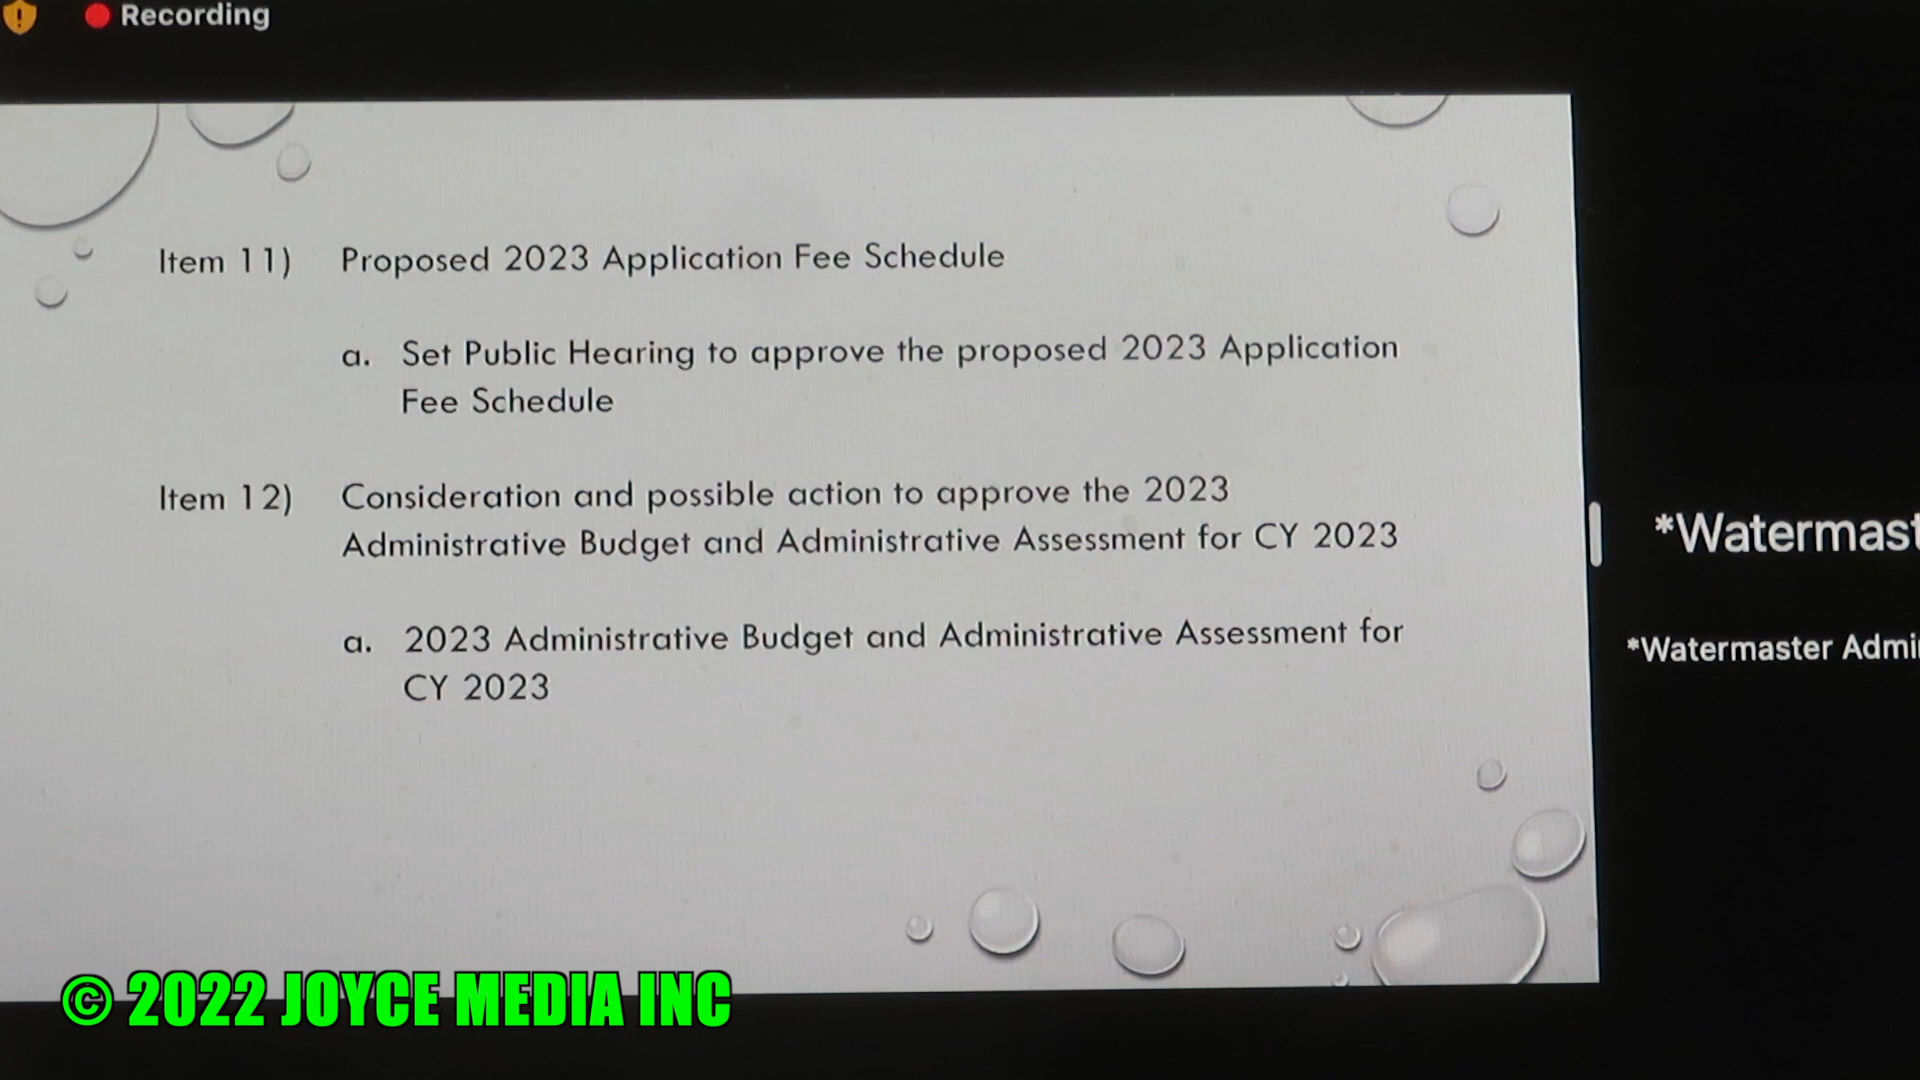 Recording
Item 11) Proposed 2023 Application Fee Schedule
a. Set Public Hearing to approve the proposed 2023 Application
Fee Schedule
Item 12) Consideration and possible action to approve the 2023
Administrative Budget and Administrative Assessment for CY 2023
a. 2023 Administrative Budget and Administrative Assessment for
CY 2023
*Watermast
*Watermaster Admi
© 2022 JOYCE MEDIA INC